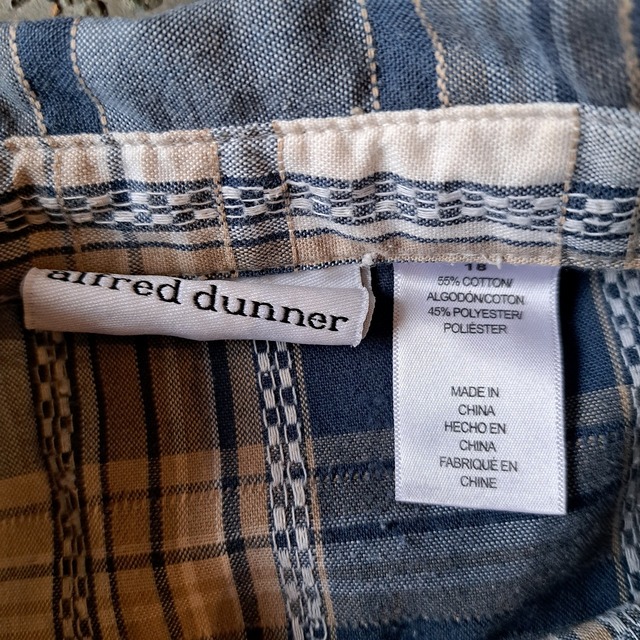 alfred dunner
18
55% COTTON/
ALGODÓN/COTON
45% POLYESTER/
POLIÉSTER
MADE IN
CHINA
HECHO EN
CHINA
FABRIQUÉ EN
CHINE